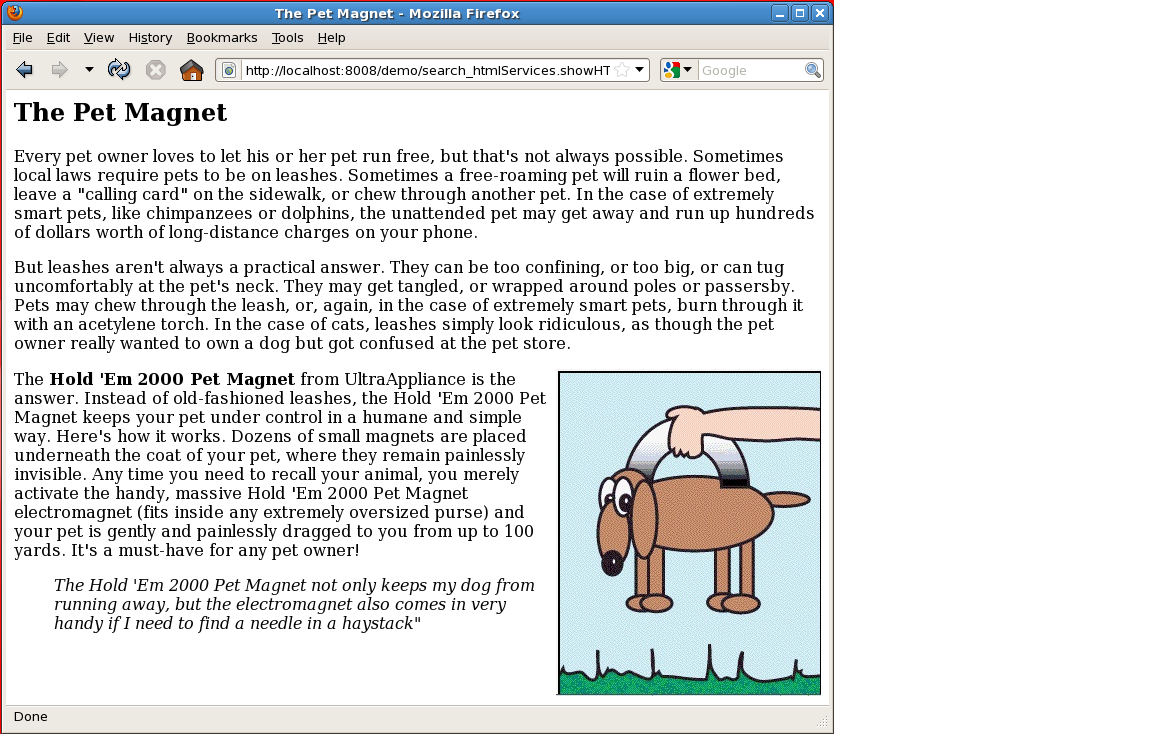 The Pet Magnet - Mozilla Firefox
File Edit View History Bookmarks Tools Help
http://localhost:8008/demo/search_htmlServices.showHT
Google
The Pet Magnet
Every pet owner loves to let his or her pet run free, but that's not always possible. Sometimes
local laws require pets to be on leashes. Sometimes a free-roaming pet will ruin a flower bed,
leave a "calling card" on the sidewalk, or chew through another pet. In the case of extremely
smart pets, like chimpanzees or dolphins, the unattended pet may get away and run up hundreds
of dollars worth of long-distance charges on your phone.
But leashes aren't always a practical answer. They can be too confining, or too big, or can tug
uncomfortably at the pet's neck. They may get tangled, or wrapped around poles or passersby.
Pets may chew through the leash, or, again, in the case of extremely smart pets, burn through it
with an acetylene torch. In the case of cats, leashes simply look ridiculous, as though the pet
owner really wanted to own a dog but got confused at the pet store.
The Hold 'Em 2000 Pet Magnet from UltraAppliance is the
answer. Instead of old-fashioned leashes, the Hold 'Em 2000 Pet
Magnet keeps your pet under control in a humane and simple
way. Here's how it works. Dozens of small magnets are placed
underneath the coat of your pet, where they remain painlessly
invisible. Any time you need to recall your animal, you merely
activate the handy, massive Hold 'Em 2000 Pet Magnet
electromagnet (fits inside any extremely oversized purse) and
your pet is gently and painlessly dragged to you from up to 100
yards. It's a must-have for any pet owner!
The Hold 'Em 2000 Pet Magnet not only keeps my dog from
running away, but the electromagnet also comes in very
handy if I need to find a needle in a haystack"
Done